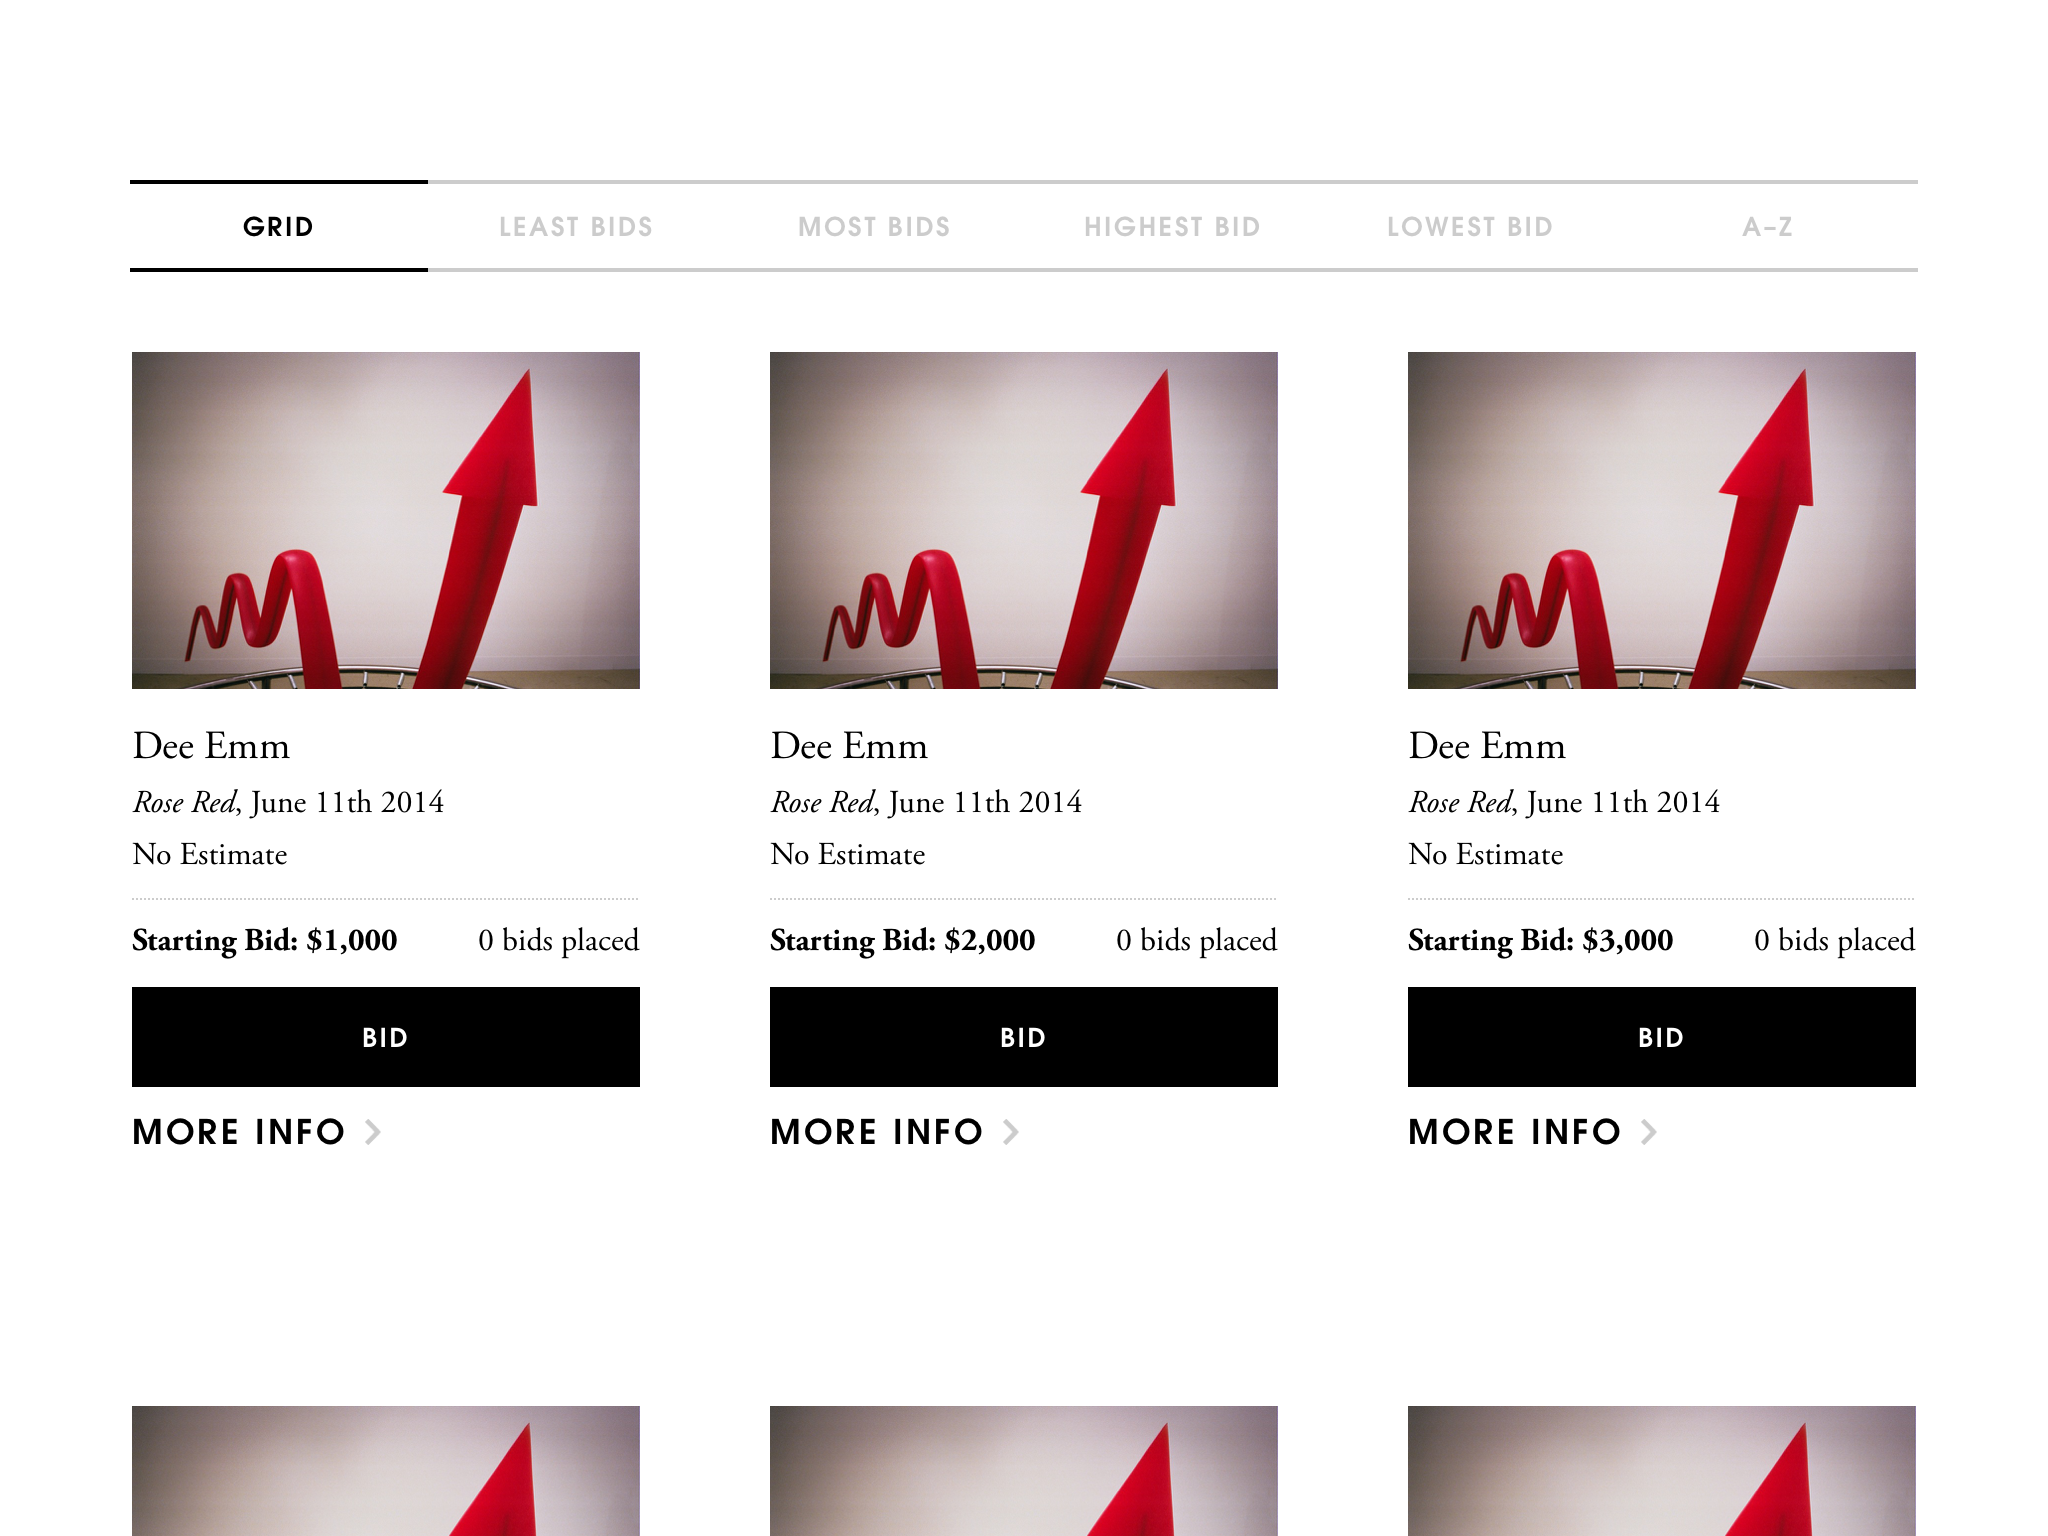 GRID LEAST BIDS MOST BIDS HIGHEST BID LOWEST BID A–Z
Dee Emm
Rose Red, June 11th 2014
No Estimate
Starting Bid: $1,000 0 bids placed
BID
MORE INFO
Dee Emm
Rose Red, June 11th 2014
No Estimate
Starting Bid: $2,000 0 bids placed
BID
MORE INFO
Dee Emm
Rose Red, June 11th 2014
No Estimate
Starting Bid: $3,000 0 bids placed
BID
MORE INFO